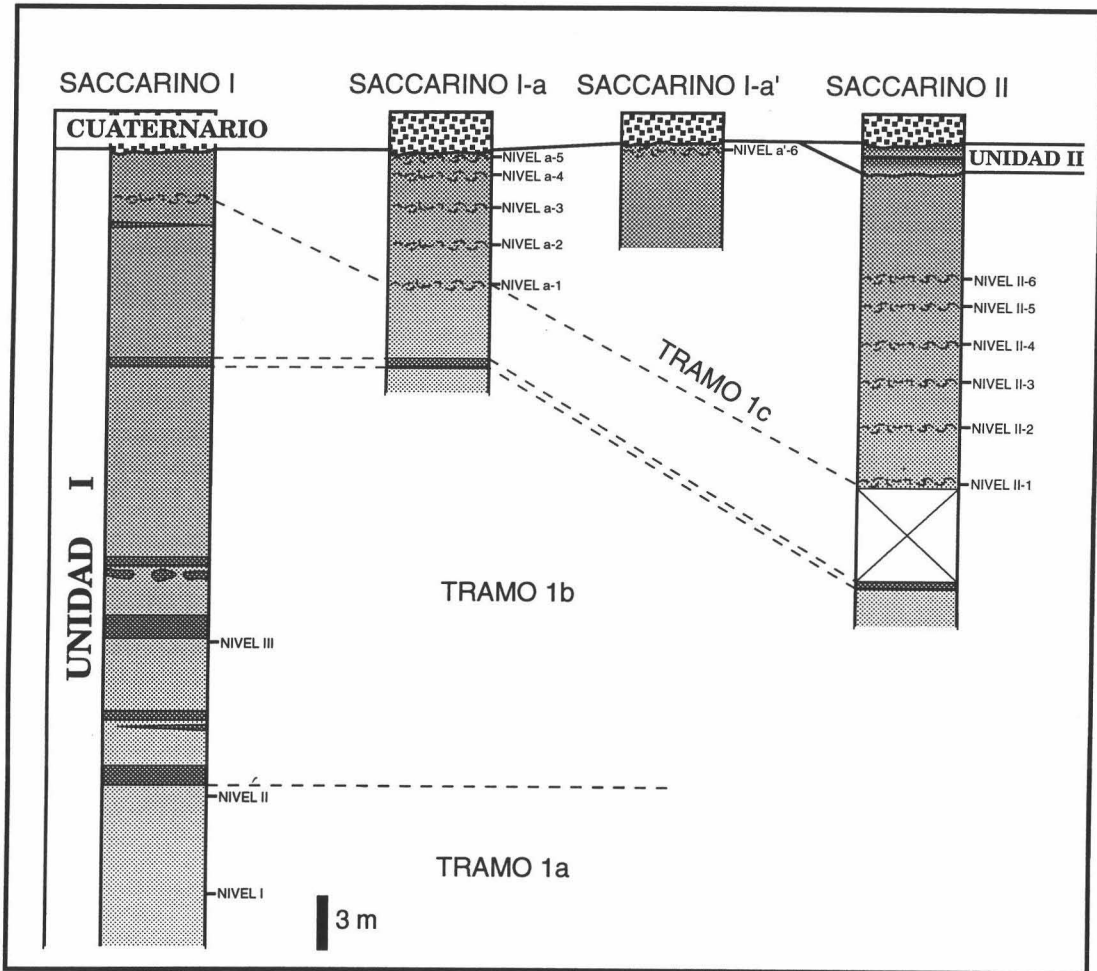 SACCARINO I
SACCARINO I-a
SACCARINO I-a'
SACCARINO II
CUATERNARIO
UNIDAD II
UNIDAD I
NIVEL III
NIVEL II
NIVEL I
NIVEL a-5
NIVEL a-4
NIVEL a-3
NIVEL a-2
NIVEL a-1
NIVEL a'-6
NIVEL II-6
NIVEL II-5
NIVEL II-4
NIVEL II-3
NIVEL II-2
NIVEL II-1
TRAMO 1c
TRAMO 1b
TRAMO 1a
3 m